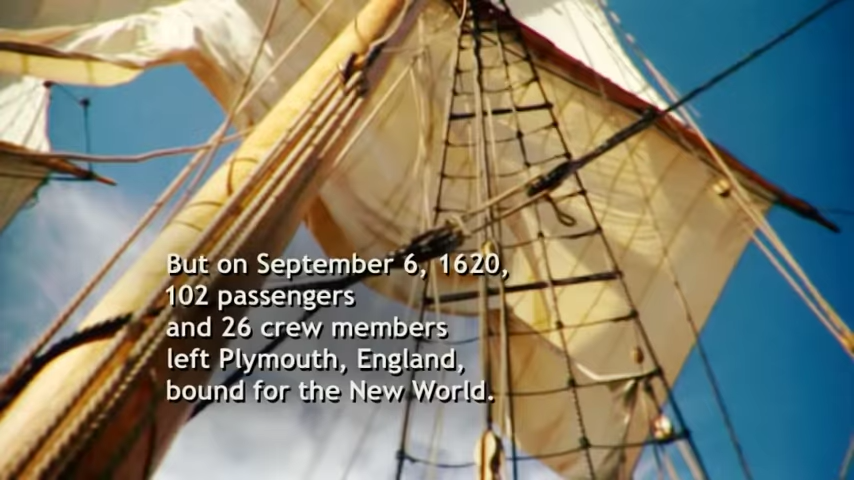 But on September 6, 1620,
102 passengers
and 26 crew members
left Plymouth, England,
bound for the New World.